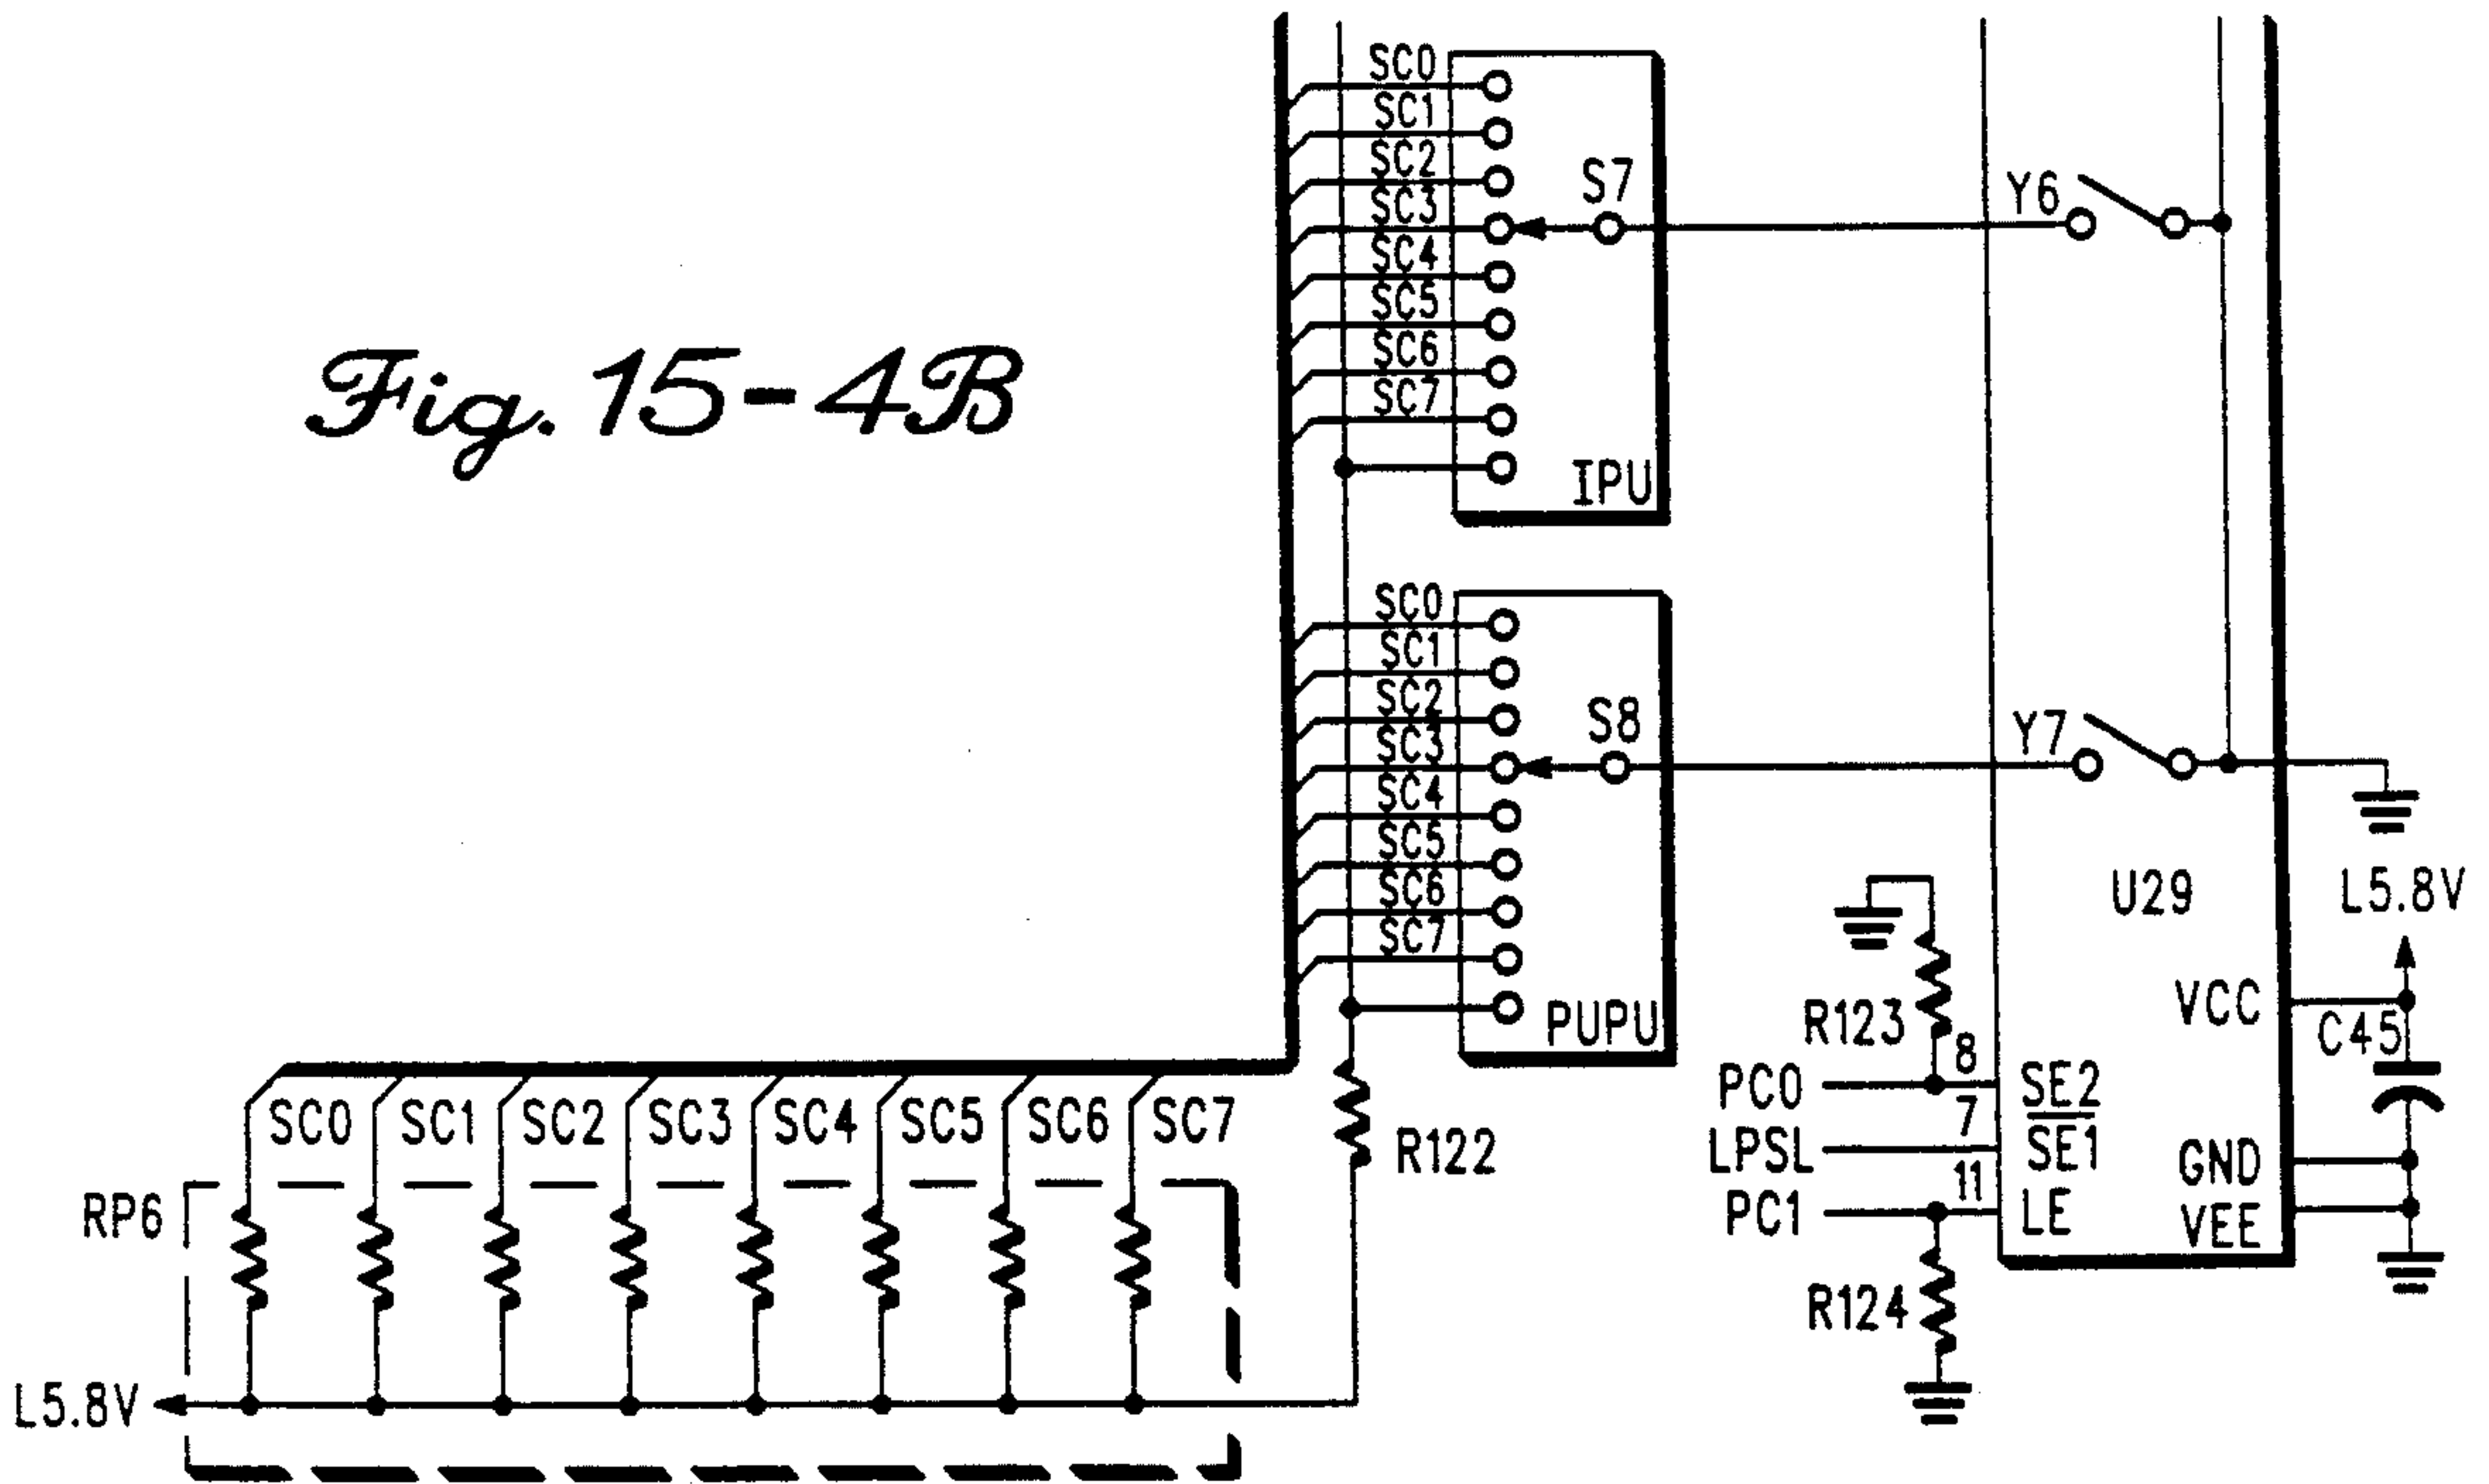 SC0
SC1
SC2
SC3
SC4
SC5
SC6
SC7
S7
IPU
Y6
Fig. 15-4B
SC0
SC1
SC2
SC3
SC4
SC5
SC6
SC7
S8
PUPU
Y7
U29
L5.8V
VCC
C45
R123
8
PC0
SE2
7
LPSL
SE1
GND
11
PC1
LE
VEE
R124
SC0 SC1 SC2 SC3 SC4 SC5 SC6 SC7
R122
RP6
L5.8V